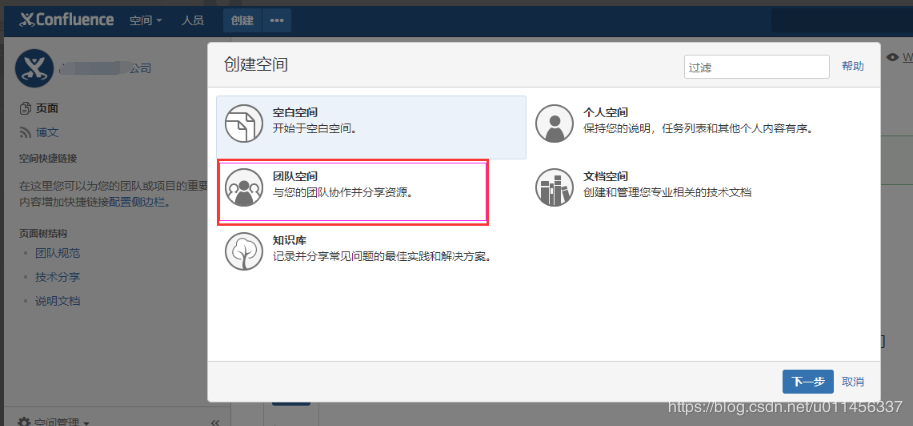 Confluence 空间 人员 创建 •••
公司
页面
博文
空间快捷链接
在这里您可以为您的团队或项目的重要
内容增加快捷链接配置侧边栏。
页面树结构
团队规范
技术分享
说明文档
空间管理
创建空间
过滤
帮助
W
空白空间
开始于空白空间。
个人空间
保持您的说明，任务列表和其他个人内容有序。
团队空间
与您的团队协作并分享资源。
文档空间
创建和管理您专业相关的技术文档
知识库
记录并分享常见问题的最佳实践和解决方案。
下一步 取消
https://blog.csdn.net/u011456337